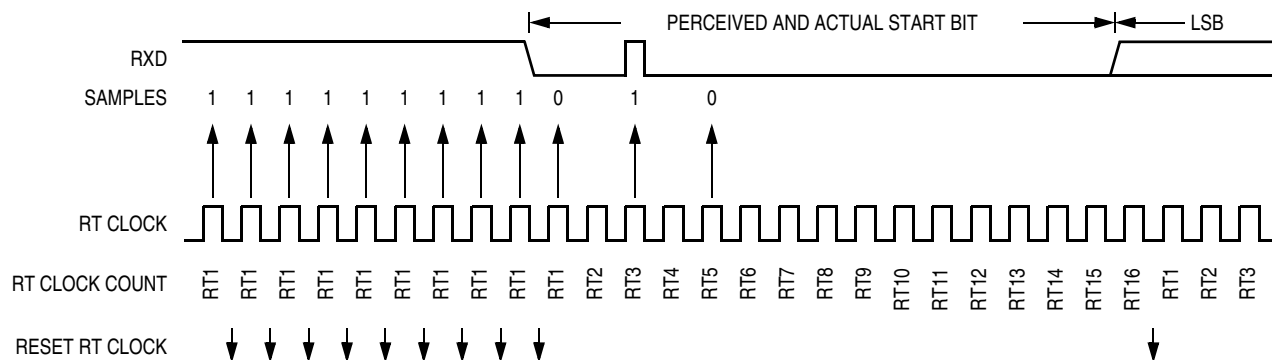 PERCEIVED AND ACTUAL START BIT LSB
RXD
SAMPLES 1 1 1 1 1 1 1 1 1 0 1 0
RT CLOCK
RT CLOCK COUNT RT1 RT1 RT1 RT1 RT1 RT1 RT1 RT1 RT1 RT1 RT2 RT3 RT4 RT5 RT6 RT7 RT8 RT9 RT10 RT11 RT12 RT13 RT14 RT15 RT16 RT1 RT2 RT3
RESET RT CLOCK